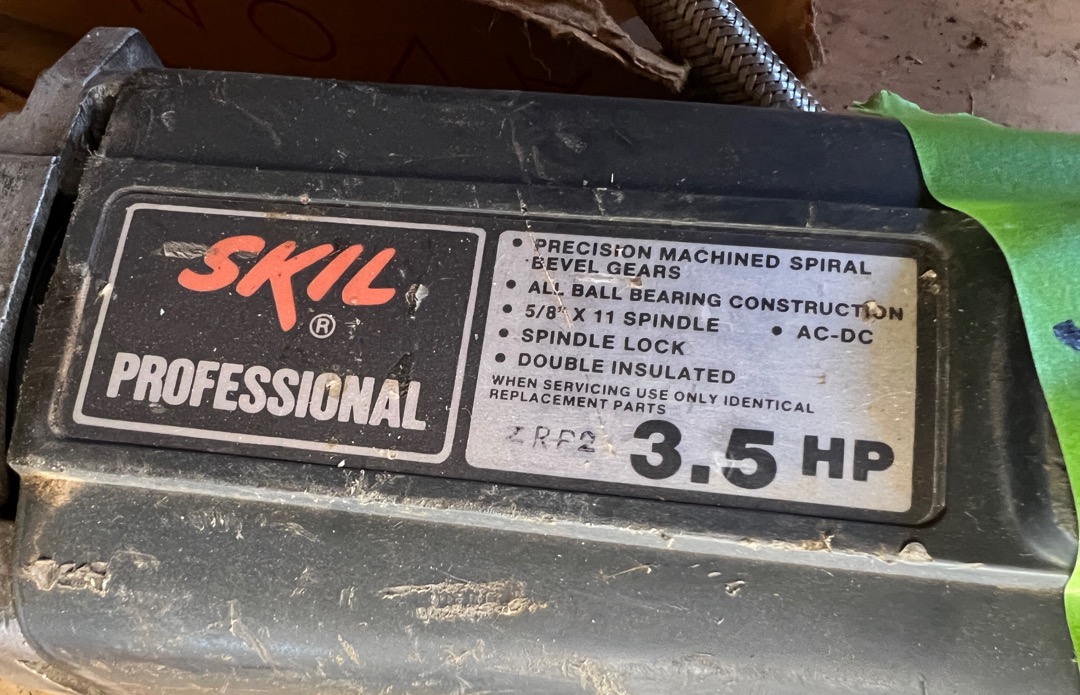 SKIL
®
PROFESSIONAL
• PRECISION MACHINED SPIRAL
BEVEL GEARS
• ALL BALL BEARING CONSTRUCTION
• 5/8" X 11 SPINDLE • AC-DC
• SPINDLE LOCK
• DOUBLE INSULATED
WHEN SERVICING USE ONLY IDENTICAL
REPLACEMENT PARTS
3.5 HP